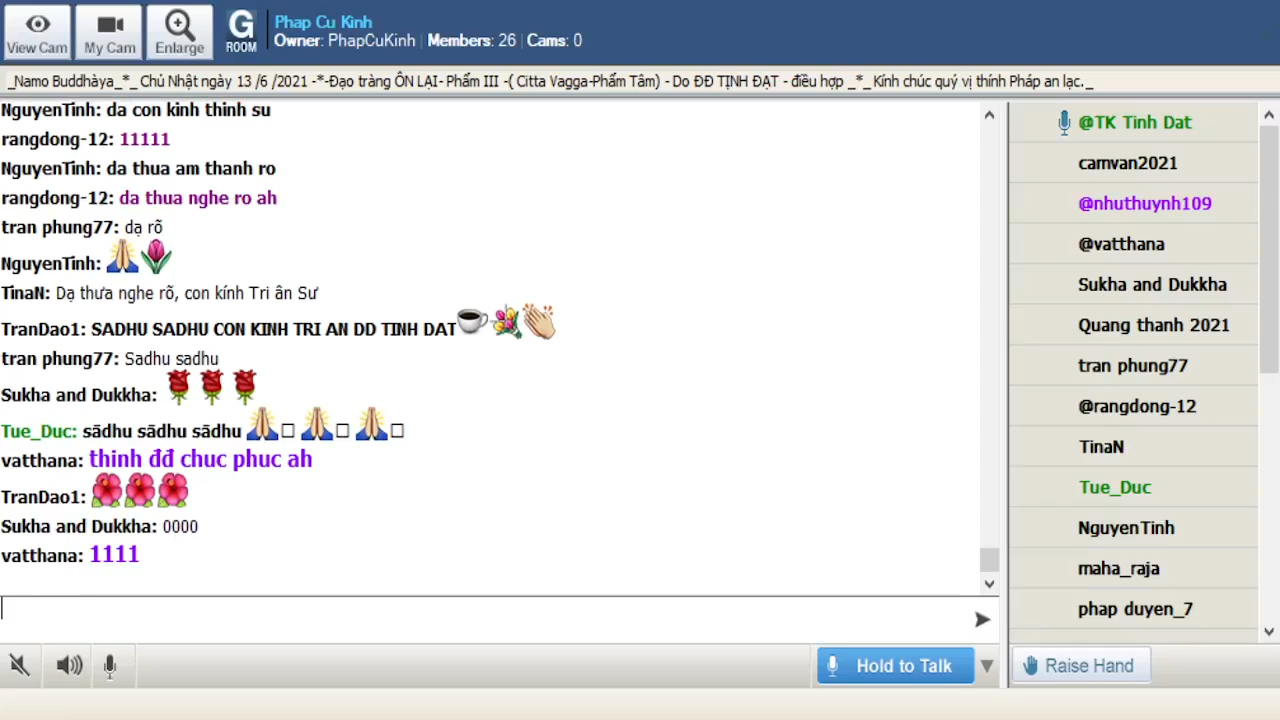 View Cam
My Cam
Enlarge
G
ROOM
Phap Cu Kinh
Owner: PhapCuKinh | Members: 26 | Cams: 0
_Namo Buddhàya_*_ Chủ Nhật ngày 13 /6 /2021 -*-Đạo tràng ÔN LẠI- Phẩm III -( Citta Vagga-Phẩm Tâm) - Do ĐĐ TỊNH ĐẠT - điều hợp _*_ Kính chúc quý vị thính Pháp an lạc._
NguyenTinh: da con kinh thinh su
rangdong-12: 11111
NguyenTinh: da thua am thanh ro
rangdong-12: da thua nghe ro ah
tran phung77: dạ rõ
NguyenTinh:
TinaN: Dạ thưa nghe rõ, con kính Tri ân Sư
TranDao1: SADHU SADHU CON KINH TRI AN DD TINH DAT
tran phung77: Sadhu sadhu
Sukha and Dukkha:
Tue_Duc: sādhu sādhu sādhu
vatthana: thinh đđ chuc phuc ah
TranDao1:
Sukha and Dukkha: 0000
vatthana: 1111
@TK Tinh Dat
camvan2021
@nhuthuynh109
@vatthana
Sukha and Dukkha
Quang thanh 2021
tran phung77
@rangdong-12
TinaN
Tue_Duc
NguyenTinh
maha_raja
phap duyen_7
Hold to Talk
Raise Hand